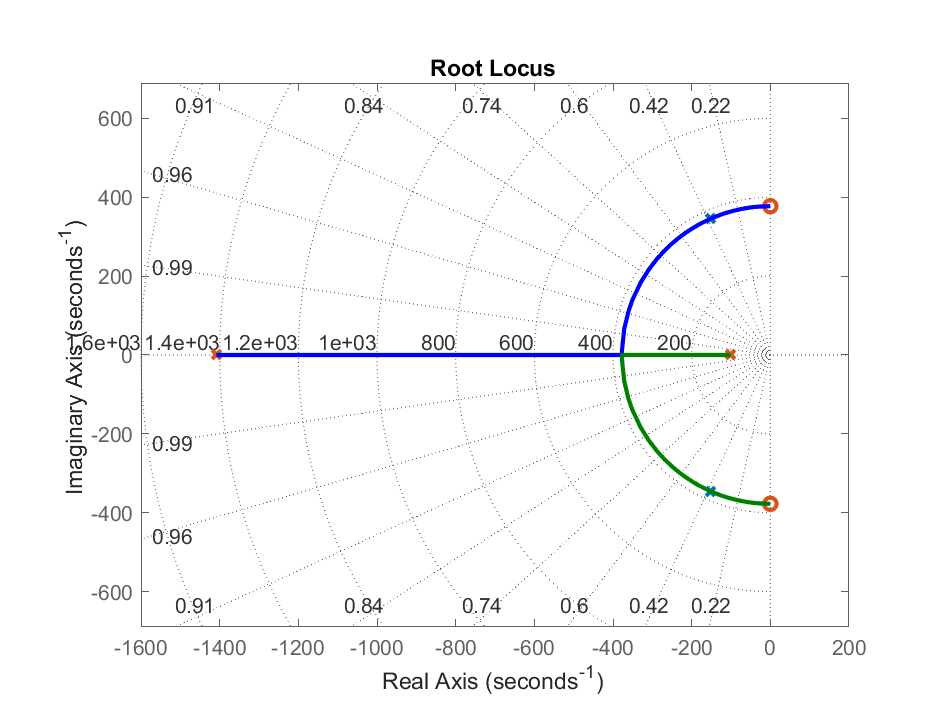 Root Locus
0.91 0.84 0.74 0.6 0.42 0.22
600
0.96
400
0.99
200
1.6e+03 1.4e+03 1.2e+03 1e+03 800 600 400 200
0
0.99
-200
-400
0.96
-600
0.91 0.84 0.74 0.6 0.42 0.22
-1600 -1400 -1200 -1000 -800 -600 -400 -200 0 200
Real Axis (seconds-1)
Imaginary Axis (seconds-1)